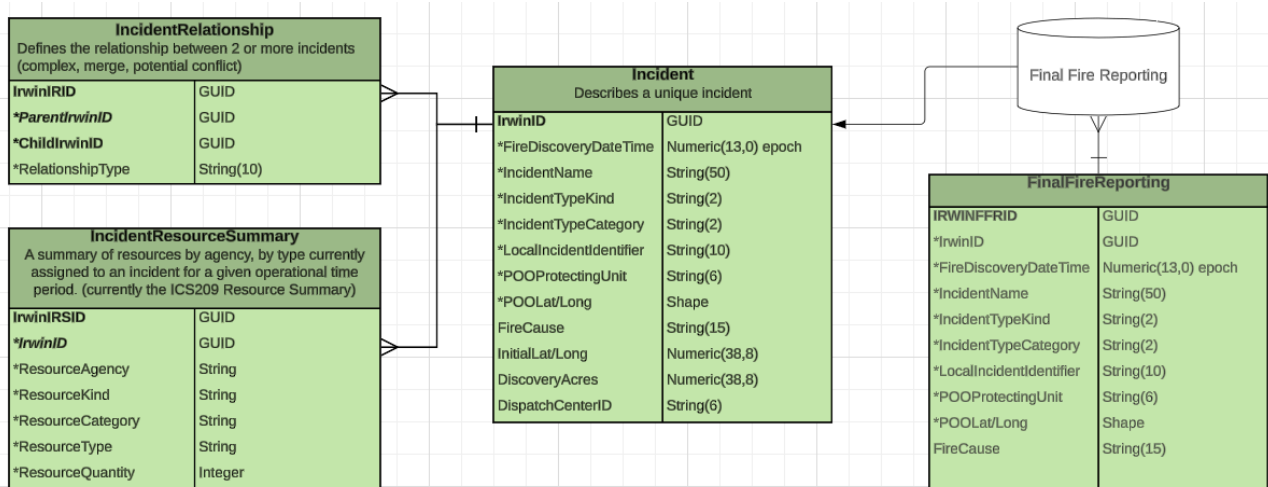 IncidentRelationship
Defines the relationship between 2 or more incidents
(complex, merge, potential conflict)
IrwinIRID GUID
*ParentIrwinID GUID
*ChildIrwinID GUID
*RelationshipType String(10)
IncidentResourceSummary
A summary of resources by agency, by type currently
assigned to an incident for a given operational time
period. (currently the ICS209 Resource Summary)
IrwinIRSID GUID
*IrwinID GUID
*ResourceAgency String
*ResourceKind String
*ResourceCategory String
*ResourceType String
*ResourceQuantity Integer
Incident
Describes a unique incident
IrwinID GUID
*FireDiscoveryDateTime Numeric(13,0) epoch
*IncidentName String(50)
*IncidentTypeKind String(2)
*IncidentTypeCategory String(2)
*LocalIncidentIdentifier String(10)
*POOProtectingUnit String(6)
*POOLat/Long Shape
FireCause String(15)
InitialLat/Long Numeric(38,8)
DiscoveryAcres Numeric(38,8)
DispatchCenterID String(6)
Final Fire Reporting
FinalFireReporting
IRWINFFRID GUID
*IrwinID GUID
*FireDiscoveryDateTime Numeric(13,0) epoch
*IncidentName String(50)
*IncidentTypeKind String(2)
*IncidentTypeCategory String(2)
*LocalIncidentIdentifier String(10)
*POOProtectingUnit String(6)
*POOLat/Long Shape
FireCause String(15)